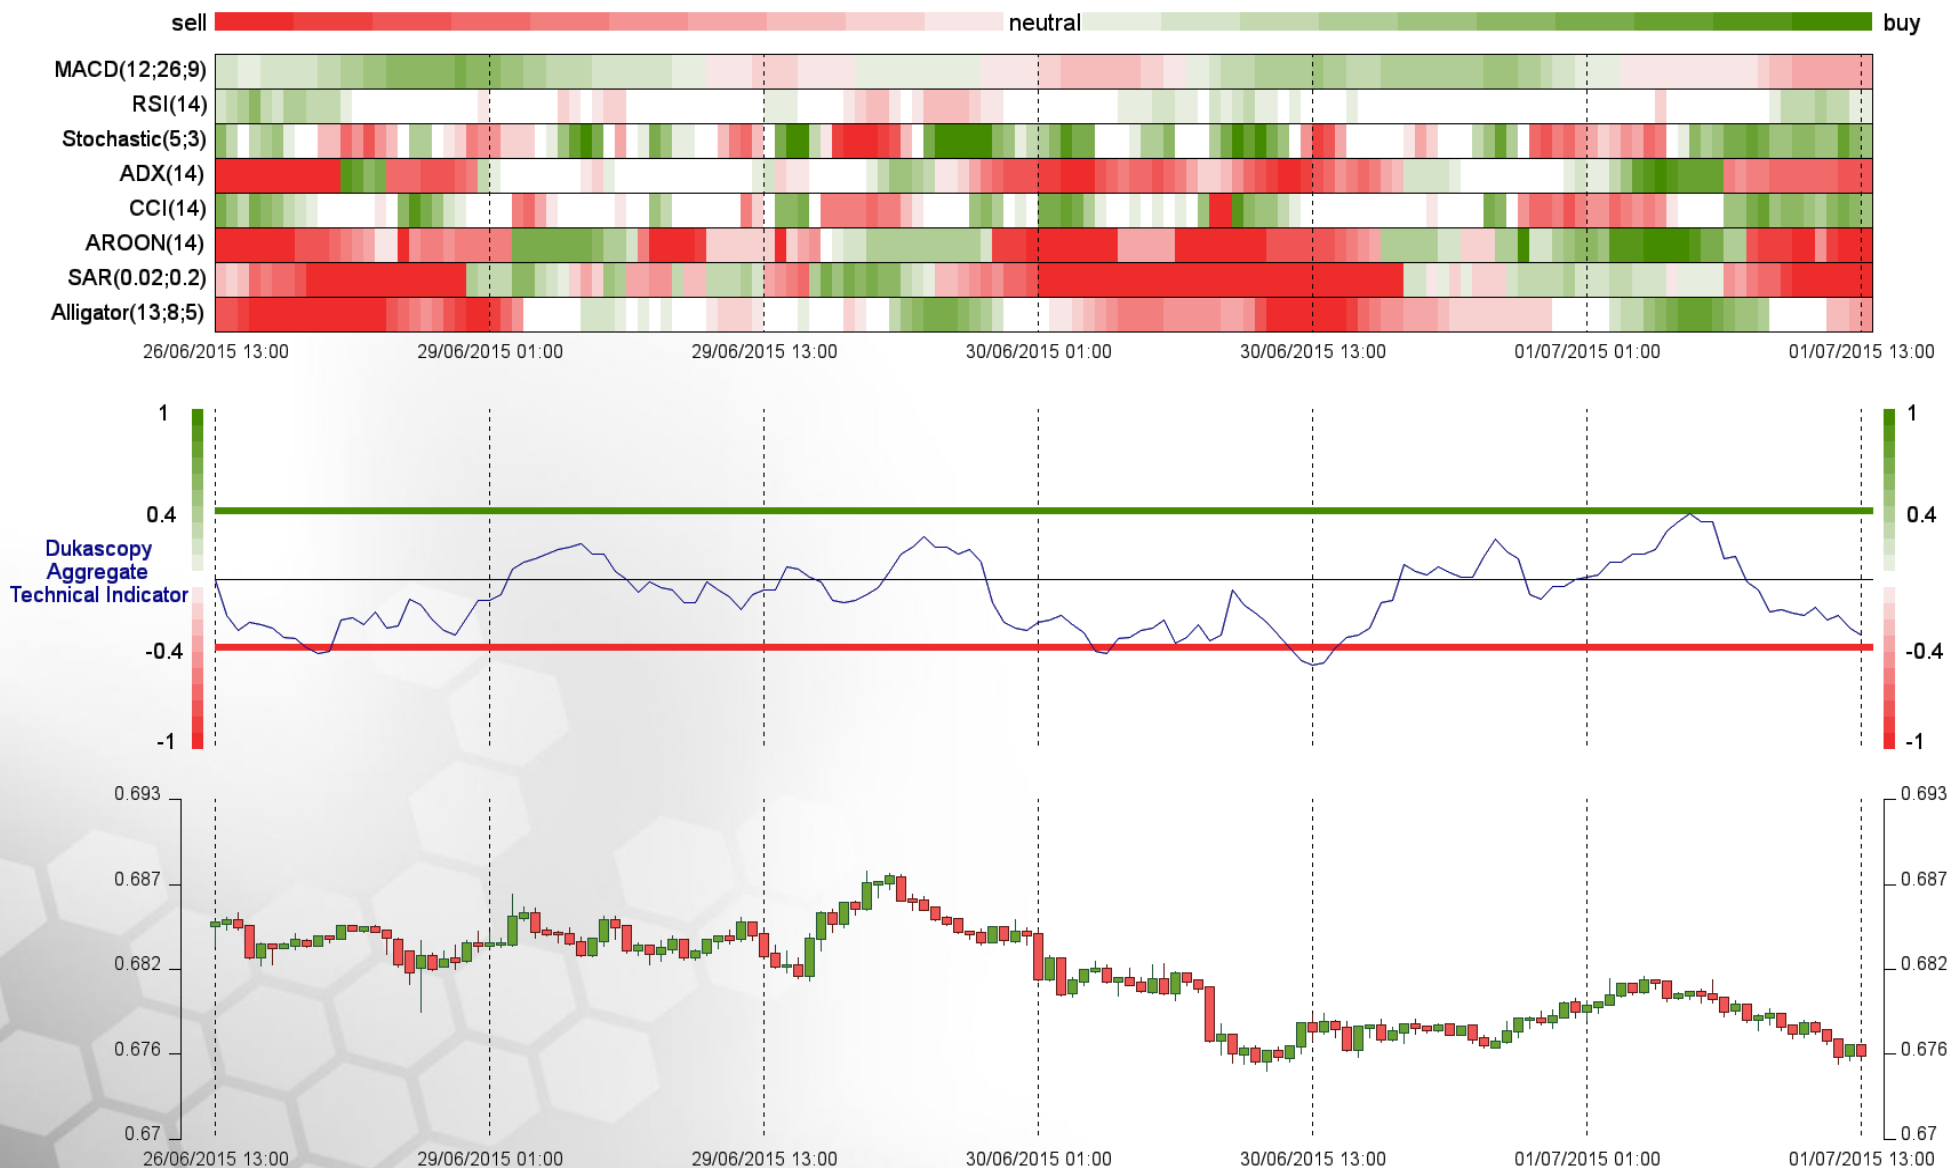 sell neutral buy
MACD(12;26;9)
RSI(14)
Stochastic(5;3)
ADX(14)
CCI(14)
AROON(14)
SAR(0.02;0.2)
Alligator(13;8;5)
26/06/2015 13:00 29/06/2015 01:00 29/06/2015 13:00 30/06/2015 01:00 30/06/2015 13:00 01/07/2015 01:00 01/07/2015 13:00
1 1
0.4 0.4
Dukascopy
Aggregate
Technical Indicator
-0.4 -0.4
-1 -1
0.693 0.693
0.687 0.687
0.682 0.682
0.676 0.676
0.67 0.67
26/06/2015 13:00 29/06/2015 01:00 29/06/2015 13:00 30/06/2015 01:00 30/06/2015 13:00 01/07/2015 01:00 01/07/2015 13:00